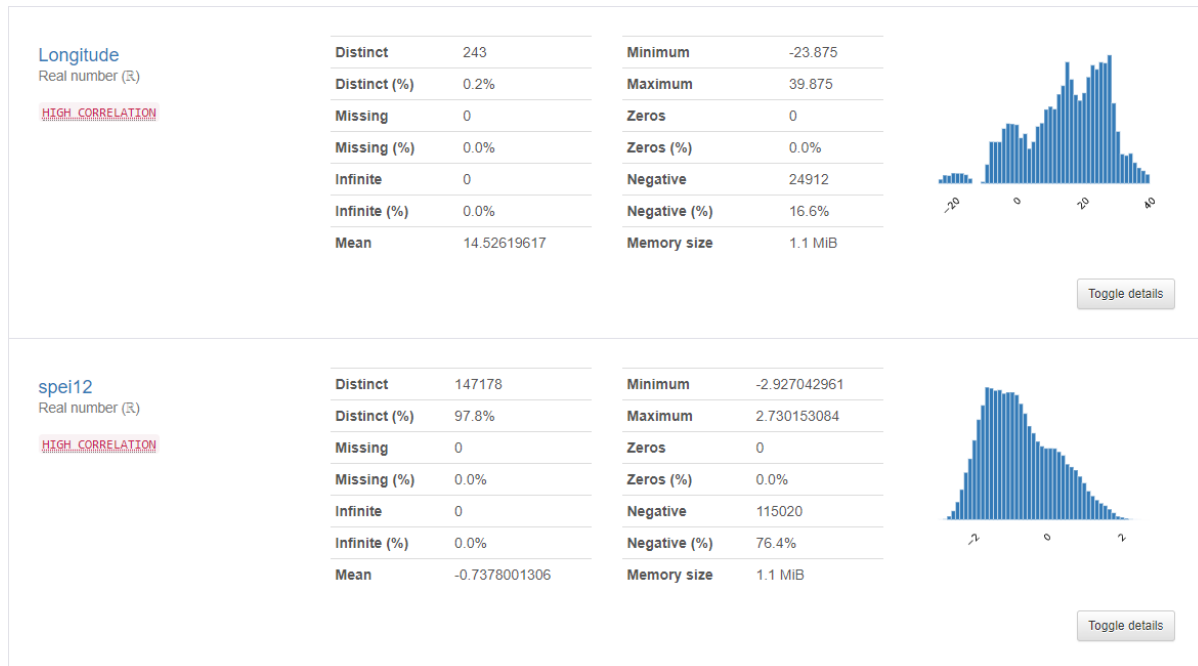 Longitude
Real number (ℝ)
HIGH CORRELATION
Distinct 243
Distinct (%) 0.2%
Missing 0
Missing (%) 0.0%
Infinite 0
Infinite (%) 0.0%
Mean 14.52619617
Minimum -23.875
Maximum 39.875
Zeros 0
Zeros (%) 0.0%
Negative 24912
Negative (%) 16.6%
Memory size 1.1 MiB
-20 0 20 40
Toggle details
spei12
Real number (ℝ)
HIGH CORRELATION
Distinct 147178
Distinct (%) 97.8%
Missing 0
Missing (%) 0.0%
Infinite 0
Infinite (%) 0.0%
Mean -0.7378001306
Minimum -2.927042961
Maximum 2.730153084
Zeros 0
Zeros (%) 0.0%
Negative 115020
Negative (%) 76.4%
Memory size 1.1 MiB
-2 0 2
Toggle details